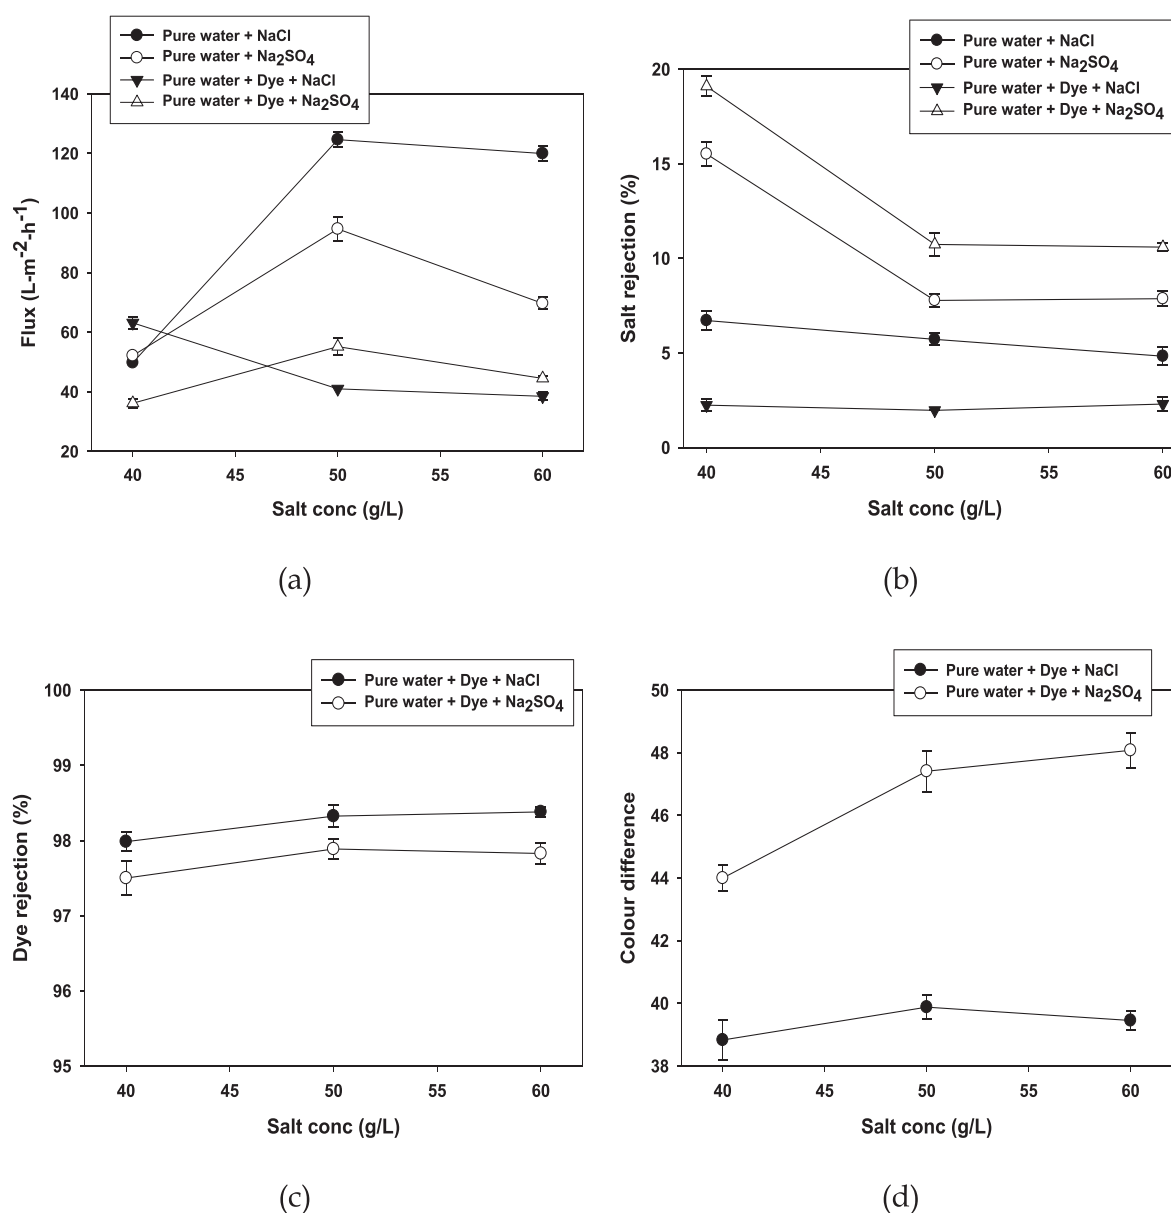 Pure water + NaCl
Pure water + Na2SO4
Pure water + Dye + NaCl
Pure water + Dye + Na2SO4
140
120
100
80
60
40
20
Flux (L-m-2-h-1)
40 45 50 55 60
Salt conc (g/L)
(a)
Pure water + NaCl
Pure water + Na2SO4
Pure water + Dye + NaCl
Pure water + Dye + Na2SO4
20
15
10
5
0
Salt rejection (%)
40 45 50 55 60
Salt conc (g/L)
(b)
Pure water + Dye + NaCl
Pure water + Dye + Na2SO4
100
99
98
97
96
95
Dye rejection (%)
40 45 50 55 60
Salt conc (g/L)
(c)
Pure water + Dye + NaCl
Pure water + Dye + Na2SO4
50
48
46
44
42
40
38
Colour difference
40 45 50 55 60
Salt conc (g/L)
(d)